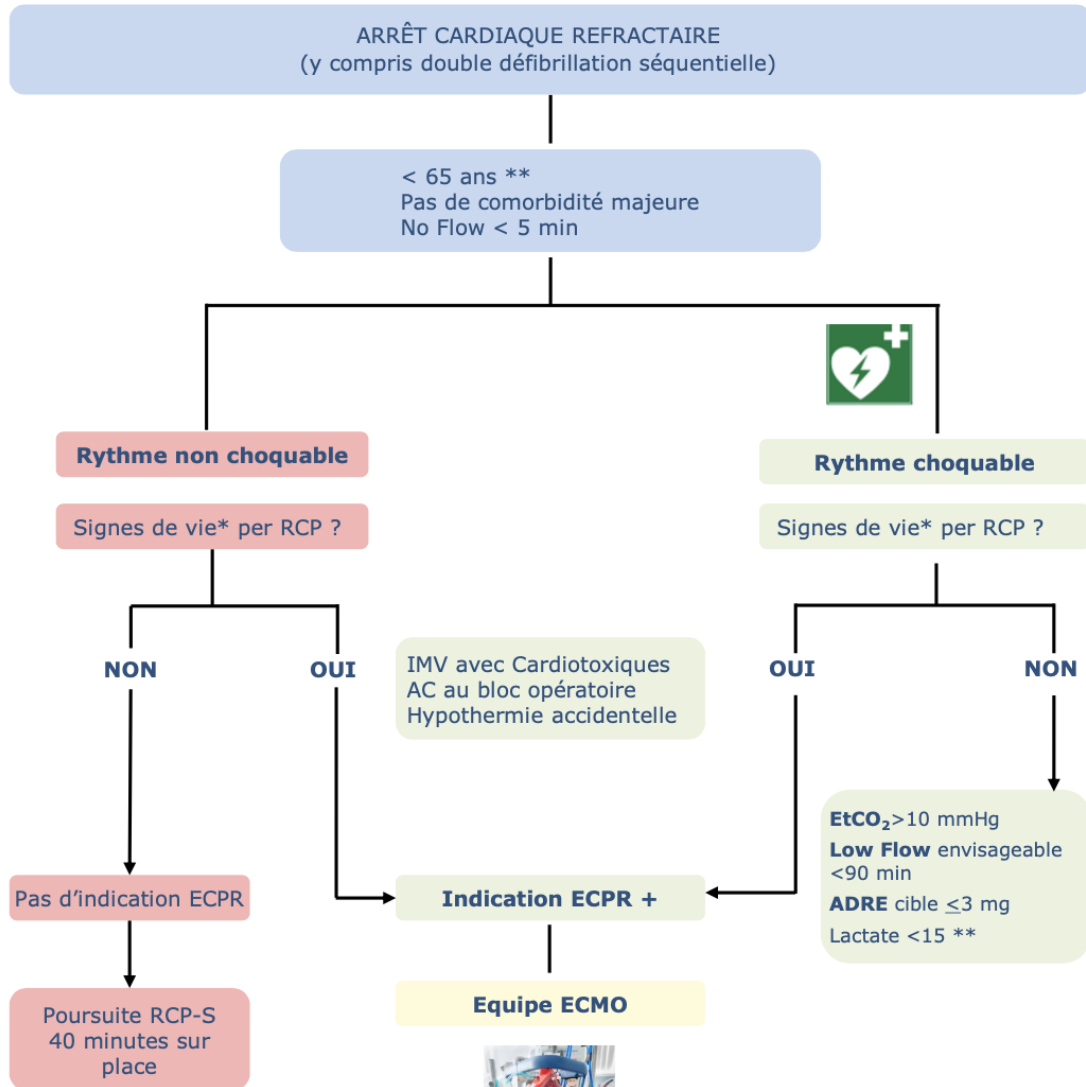 ARRÊT CARDIAQUE REFRACTAIRE
(y compris double défibrillation séquentielle)
< 65 ans **
Pas de comorbidité majeure
No Flow < 5 min
Rythme non choquable
Rythme choquable
Signes de vie* per RCP ?
Signes de vie* per RCP ?
NON
OUI
IMV avec Cardiotoxiques
AC au bloc opératoire
Hypothermie accidentelle
OUI
NON
EtCO₂>10 mmHg
Low Flow envisageable
<90 min
ADRE cible ≤3 mg
Lactate <15 **
Pas d’indication ECPR
Indication ECPR +
Poursuite RCP-S
40 minutes sur
place
Equipe ECMO